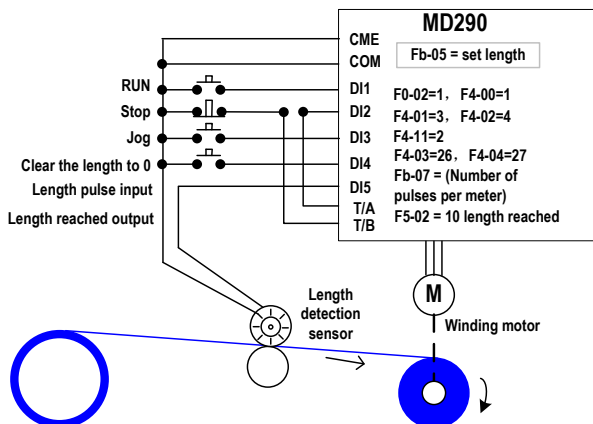 MD290
CME
COM
Fb-05 = set length
RUN
DI1
F0-02=1, F4-00=1
Stop
DI2
F4-01=3, F4-02=4
Jog
DI3
F4-11=2
Clear the length to 0
DI4
F4-03=26, F4-04=27
Length pulse input
DI5
Fb-07 = (Number of
pulses per meter)
Length reached output
T/A
T/B
F5-02 = 10 length reached
M
Length
detection
sensor
Winding motor